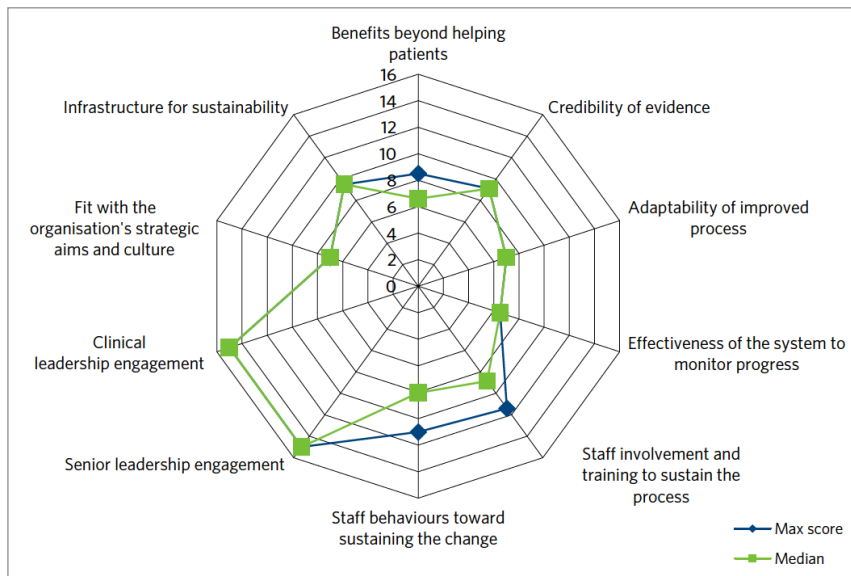 Benefits beyond helping
patients
16
14
12
10
8
6
4
2
0
Credibility of evidence
Adaptability of improved
process
Effectiveness of the system to
monitor progress
Staff involvement and
training to sustain the
process
Staff behaviours toward
sustaining the change
Senior leadership engagement
Clinical
leadership engagement
Fit with the
organisation's strategic
aims and culture
Infrastructure for sustainability
Max score
Median